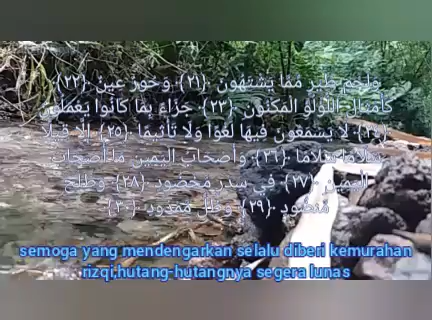 وَلَحْمِ طَيْرٍ مِّمَّا يَشْتَهُونَ ﴿٢١﴾ وَحُورٌ عِينٌ ﴿٢٢﴾
كَأَمْثَالِ اللُّؤْلُؤِ الْمَكْنُونِ ﴿٢٣﴾ جَزَاءً بِمَا كَانُوا يَعْمَلُونَ
﴿٢٤﴾ لَا يَسْمَعُونَ فِيهَا لَغْوًا وَلَا تَأْثِيمًا ﴿٢٥﴾ إِلَّا قِيلًا
سَلَامًا سَلَامًا ﴿٢٦﴾ وَأَصْحَابُ الْيَمِينِ مَا أَصْحَابُ
الْيَمِينِ ﴿٢٧﴾ فِي سِدْرٍ مَّخْضُودٍ ﴿٢٨﴾ وَطَلْحٍ
مَّنضُودٍ ﴿٢٩﴾ وَظِلٍّ مَّمْدُودٍ ﴿٣٠﴾
semoga yang mendengarkan selalu diberi kemurahan
rizqi,hutang-hutangnya segera lunas